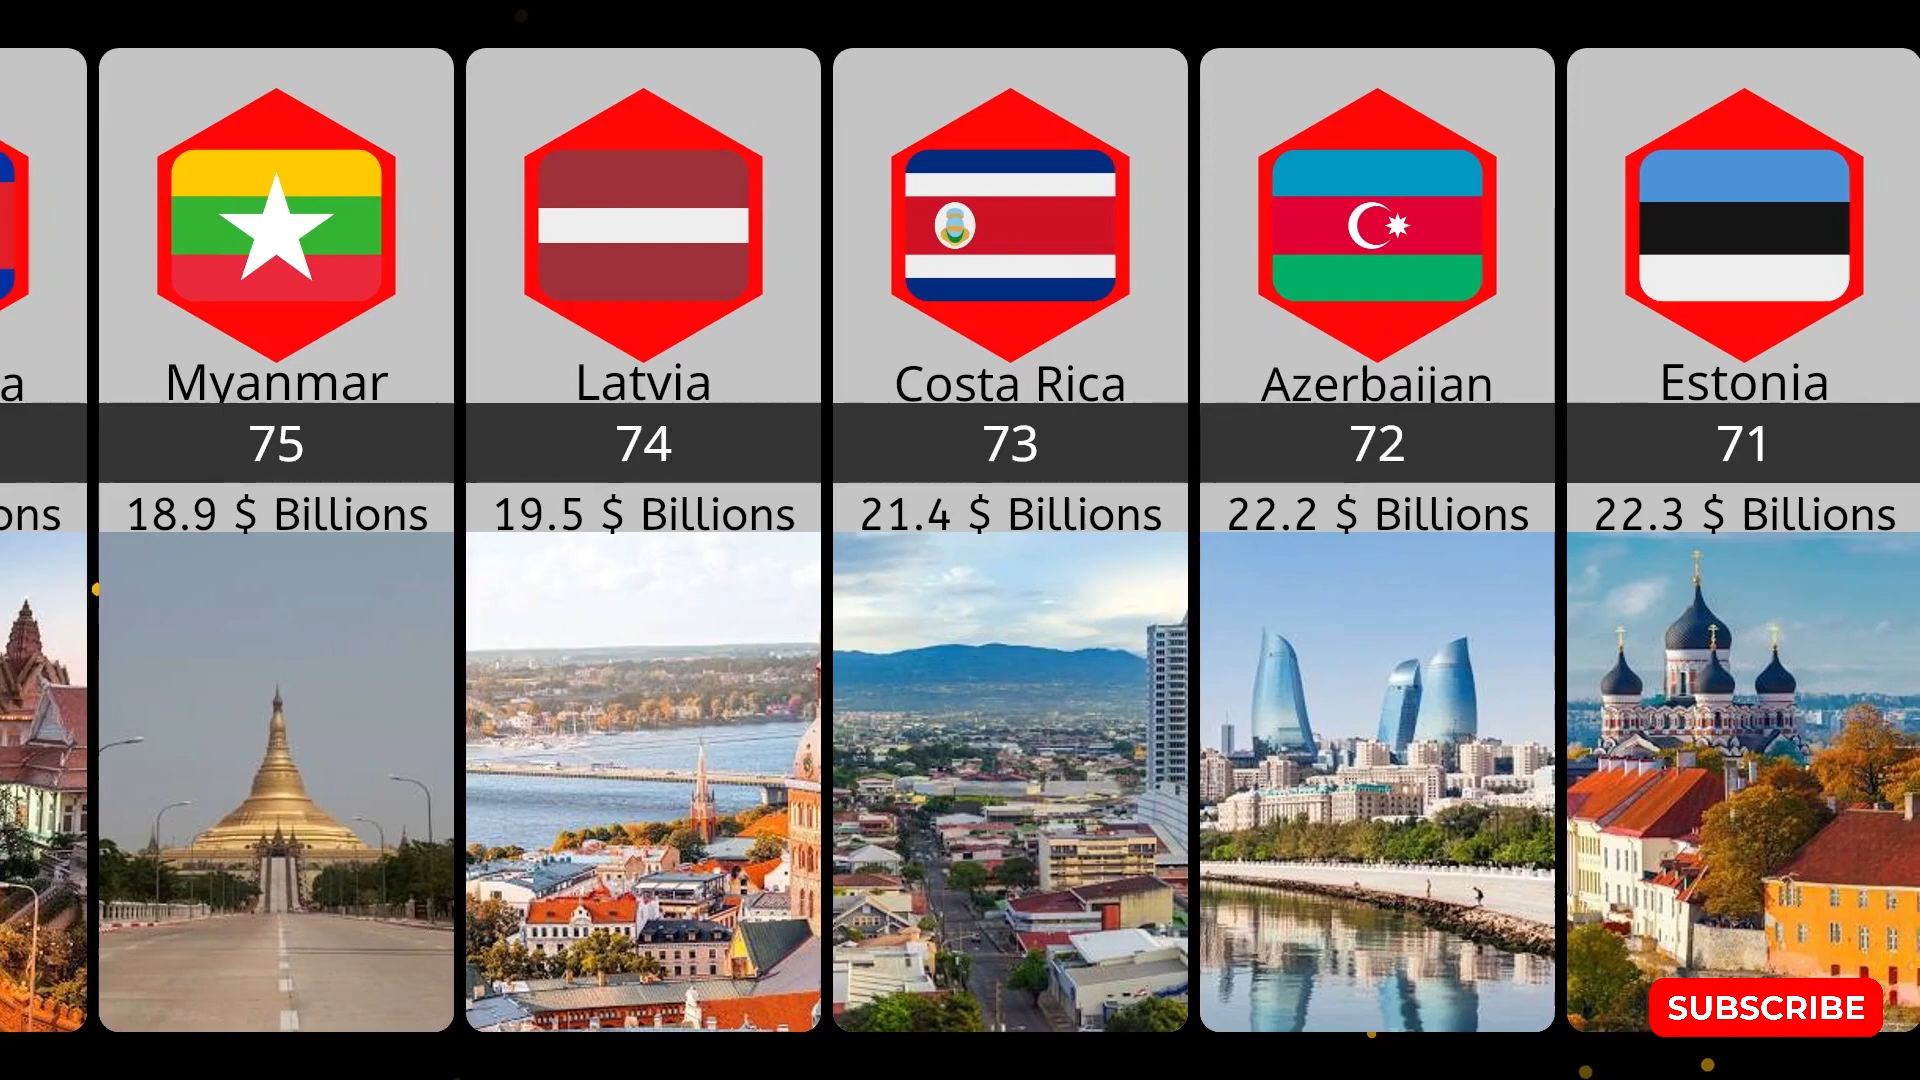 a
Myanmar
Latvia
Costa Rica
Azerbaijan
Estonia
75
74
73
72
71
ons
18.9 $ Billions
19.5 $ Billions
21.4 $ Billions
22.2 $ Billions
22.3 $ Billions
SUBSCRIBE